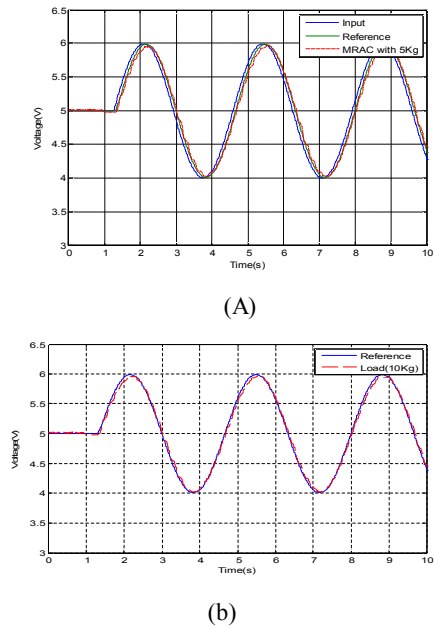 6.5
6
5.5
5
4.5
4
3.5
3
Voltage(V)
0 1 2 3 4 5 6 7 8 9 10
Time(s)
Input
Reference
MRAC with 5Kg
(A)
6.5
6
5.5
5
4.5
4
3.5
3
Voltage(V)
0 1 2 3 4 5 6 7 8 9 10
Time(s)
Reference
Load(10Kg)
(b)